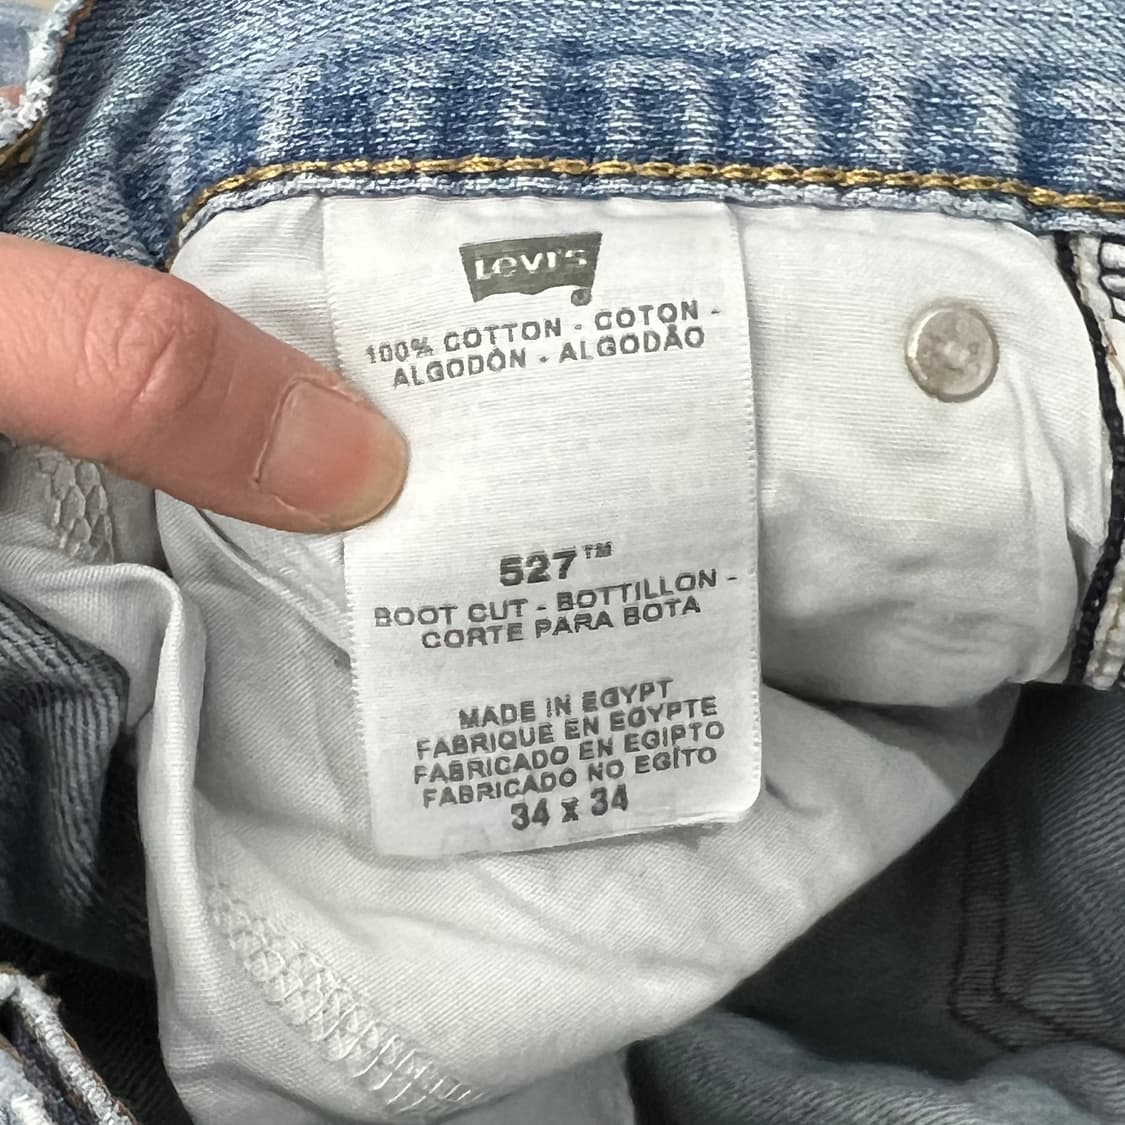 Levi's
100% COTTON - COTON -
ALGODÓN - ALGODÃO
527™
BOOT CUT - BOTTILLON -
CORTE PARA BOTA
MADE IN EGYPT
FABRIQUE EN EGYPTE
FABRICADO EN EGIPTO
FABRICADO NO EGÍTO
34 x 34